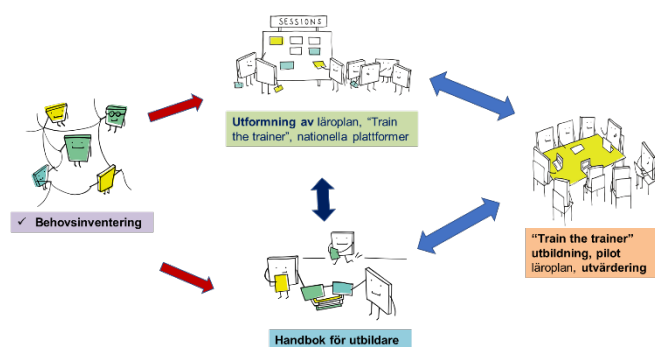 SESSIONS
Utformning av läroplan, “Train
the trainer”, nationella plattformer
✓ Behovsinventering
“Train the trainer”
utbildning, pilot
läroplan, utvärdering
Handbok för utbildare